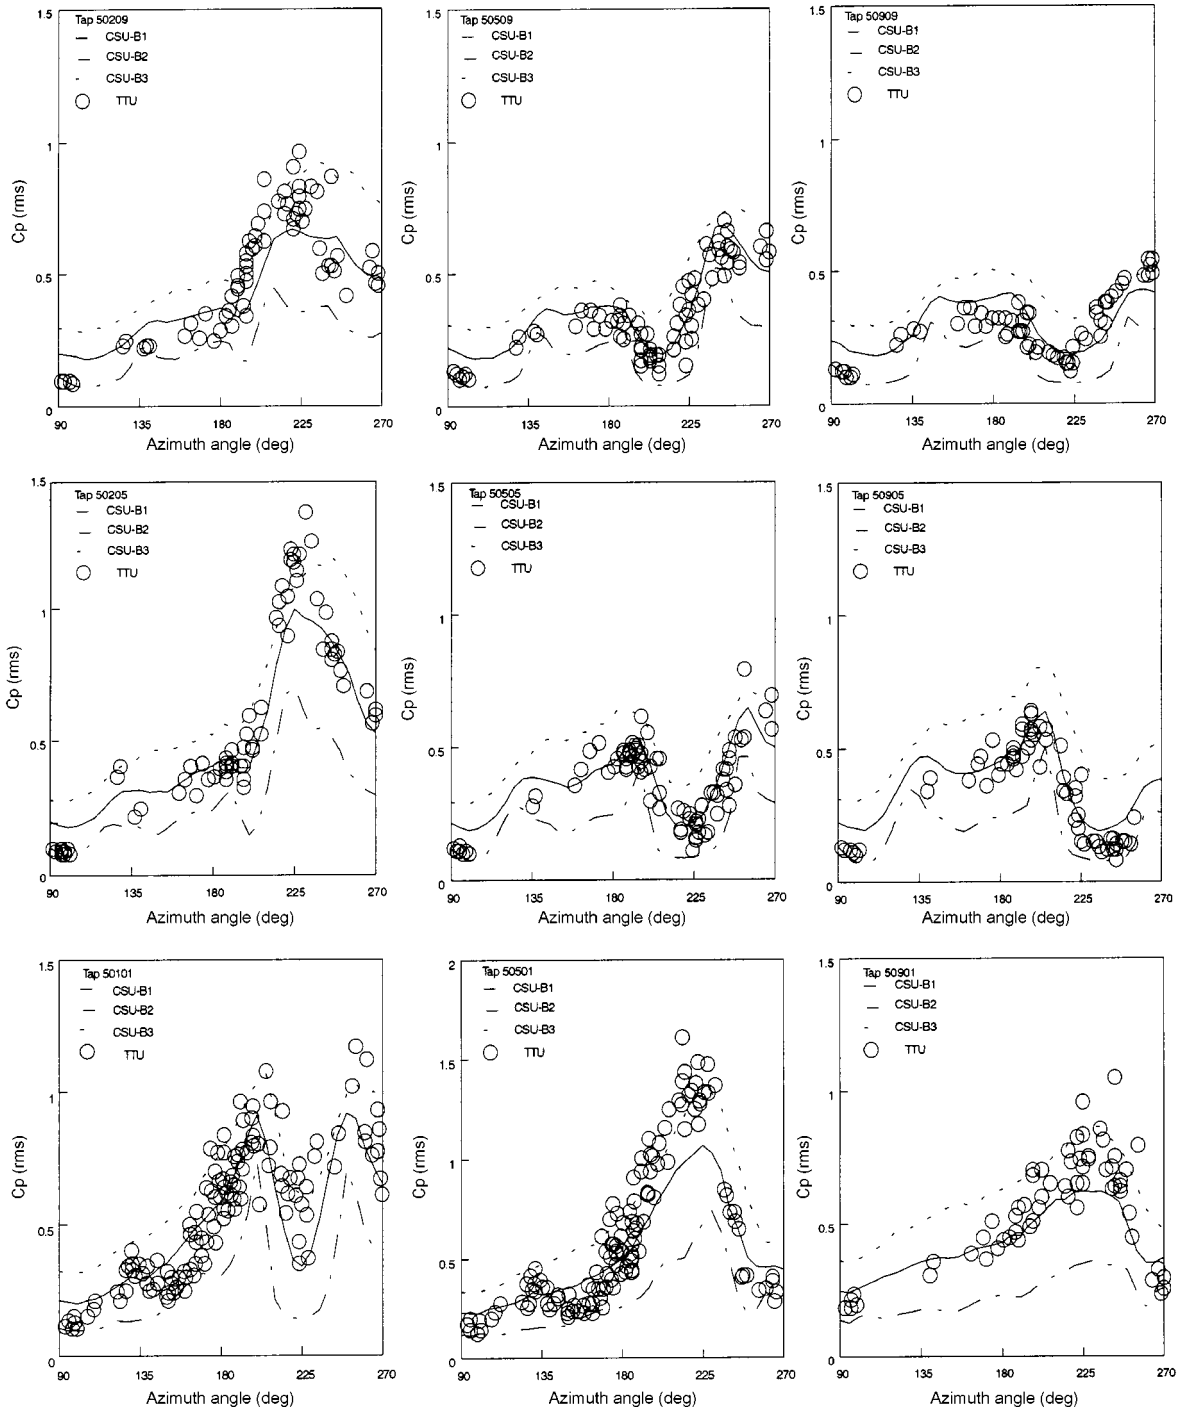 Tap 50209
CSU-B1
CSU-B2
CSU-B3
TTU
1.5
1
0.5
0
Cp (rms)
90 135 180 225 270
Azimuth angle (deg)
Tap 50509
CSU-B1
CSU-B2
CSU-B3
TTU
1.5
1
0.5
0
Cp (rms)
90 135 180 225 270
Azimuth angle (deg)
Tap 50909
CSU-B1
CSU-B2
CSU-B3
TTU
1.5
1
0.5
0
Cp (rms)
90 135 180 225 270
Azimuth angle (deg)
Tap 50205
CSU-B1
CSU-B2
CSU-B3
TTU
1.5
1
0.5
0
Cp (rms)
90 135 180 225 270
Azimuth angle (deg)
Tap 50505
CSU-B1
CSU-B2
CSU-B3
TTU
1.5
1
0.5
0
Cp (rms)
90 135 180 225 270
Azimuth angle (deg)
Tap 50905
CSU-B1
CSU-B2
CSU-B3
TTU
1.5
1
0.5
0
Cp (rms)
90 135 180 225 270
Azimuth angle (deg)
Tap 50101
CSU-B1
CSU-B2
CSU-B3
TTU
1.5
1
0.5
0
Cp (rms)
90 135 180 225 270
Azimuth angle (deg)
Tap 50501
CSU-B1
CSU-B2
CSU-B3
TTU
2
1.5
1
0.5
0
Cp (rms)
90 135 180 225 270
Azimuth angle (deg)
Tap 50901
CSU-B1
CSU-B2
CSU-B3
TTU
1.5
1
0.5
0
Cp (rms)
90 135 180 225 270
Azimuth angle (deg)